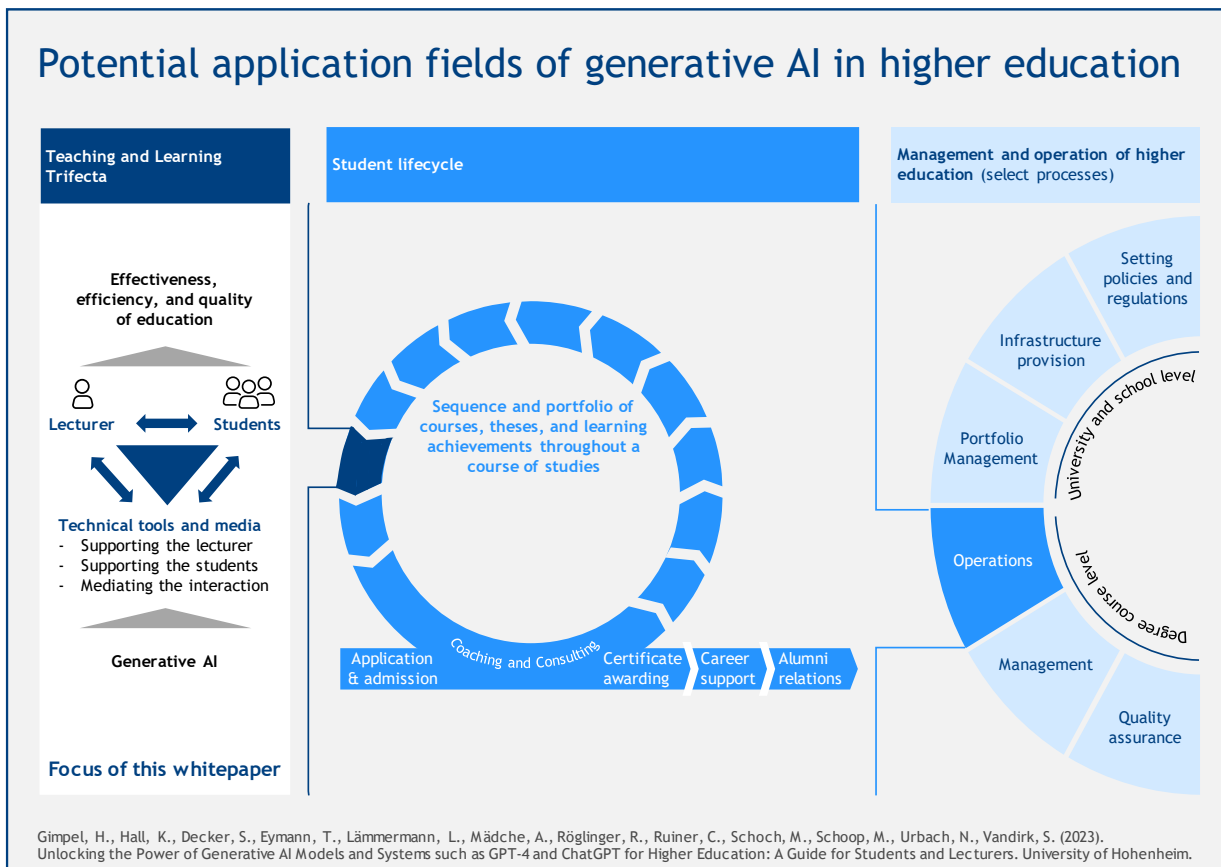 Potential application fields of generative AI in higher education
Teaching and Learning
Trifecta
Effectiveness,
efficiency, and quality
of education
Lecturer
Students
Technical tools and media
- Supporting the lecturer
- Supporting the students
- Mediating the interaction
Generative AI
Focus of this whitepaper
Student lifecycle
Sequence and portfolio of
courses, theses, and learning
achievements throughout a
course of studies
Coaching and Consulting
Application
& admission
Certificate
awarding
Career
support
Alumni
relations
Management and operation of higher
education (select processes)
Setting
policies and
regulations
Infrastructure
provision
Portfolio
Management
Operations
Management
Quality
assurance
University and school level
Degree course level
Gimpel, H., Hall, K., Decker, S., Eymann, T., Lämmermann, L., Mädche, A., Röglinger, R., Ruiner, C., Schoch, M., Schoop, M., Urbach, N., Vandirk, S. (2023).
Unlocking the Power of Generative AI Models and Systems such as GPT-4 and ChatGPT for Higher Education: A Guide for Students and Lecturers. University of Hohenheim.